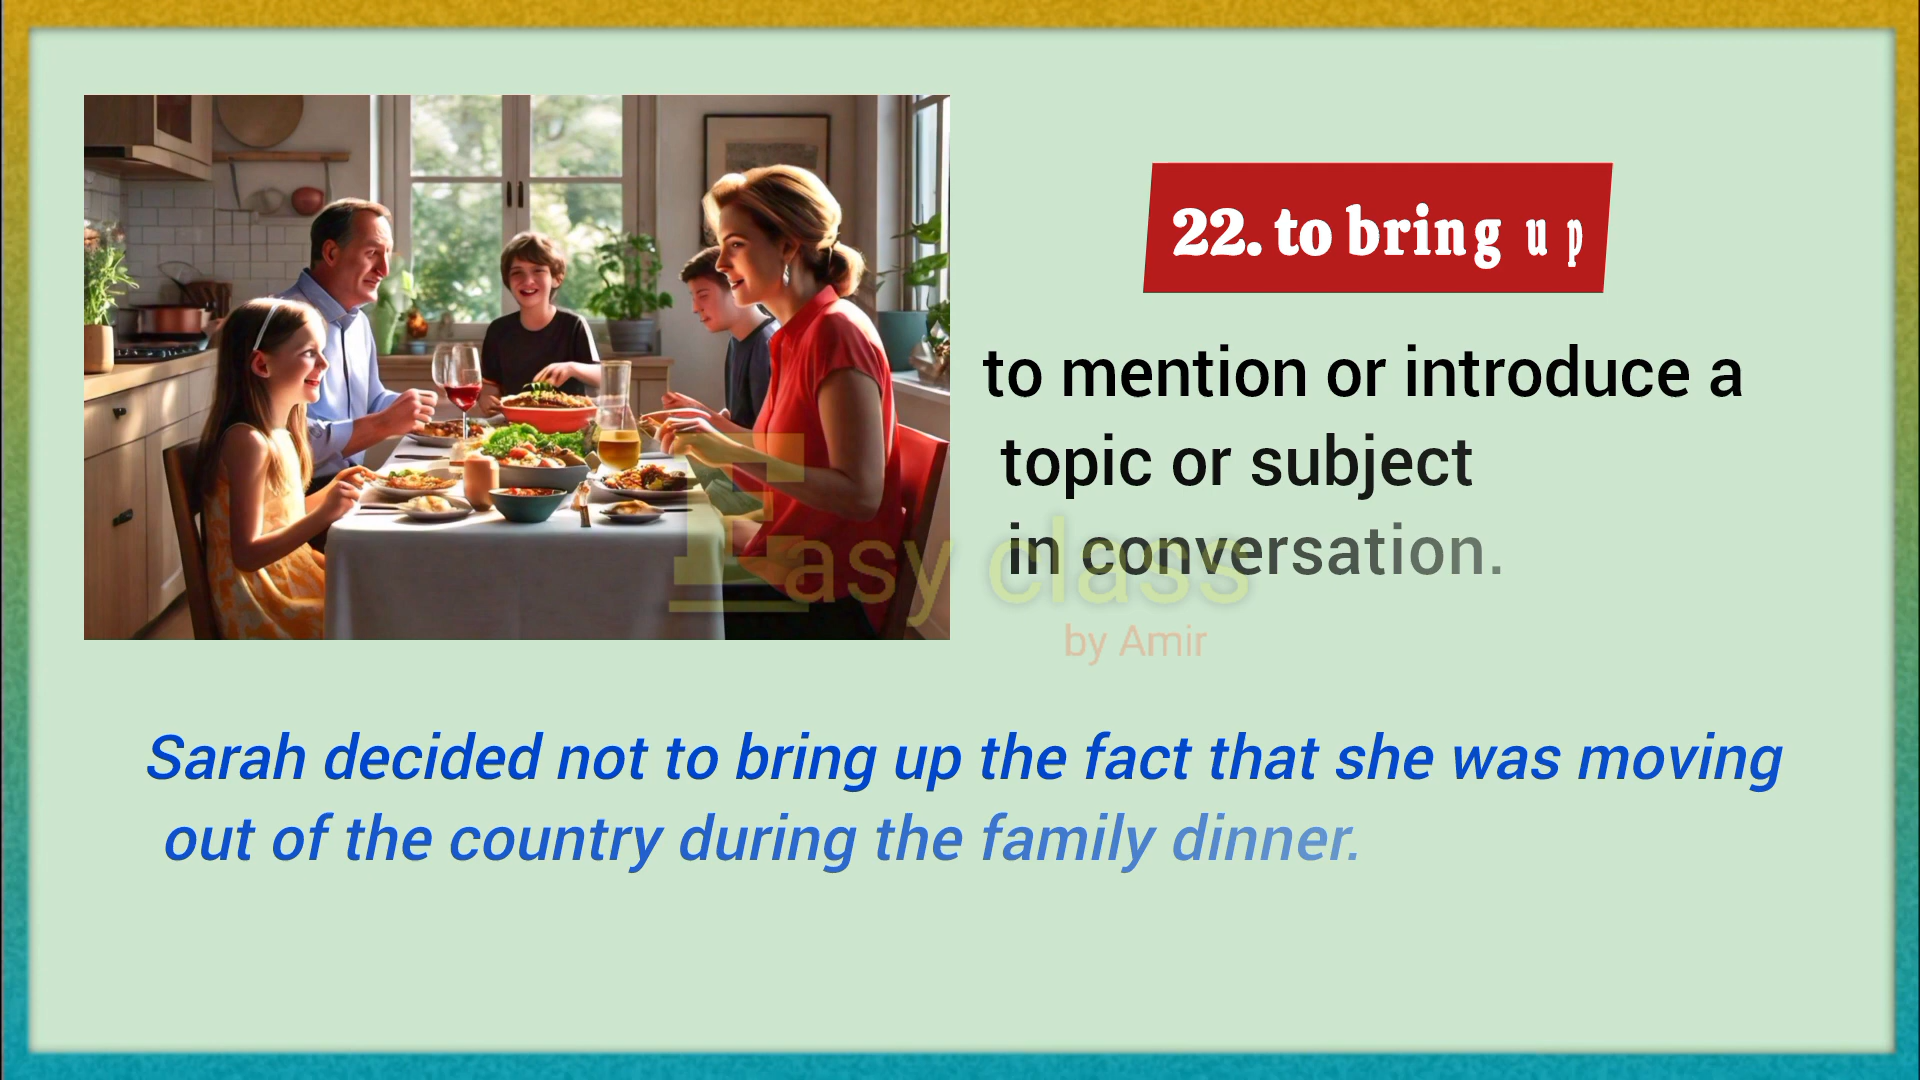 22. to bring up
to mention or introduce a
topic or subject
in conversation.
Easy class
by Amir
Sarah decided not to bring up the fact that she was moving
out of the country during the family dinner.